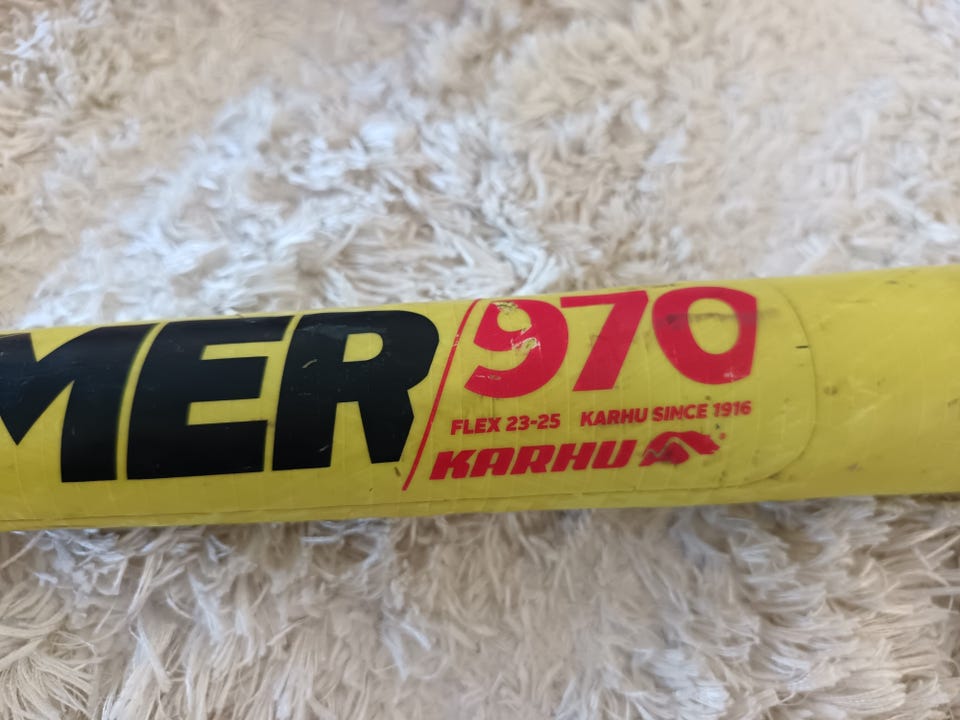 MER/970
FLEX 23-25 KARHU SINCE 1916
KARHU